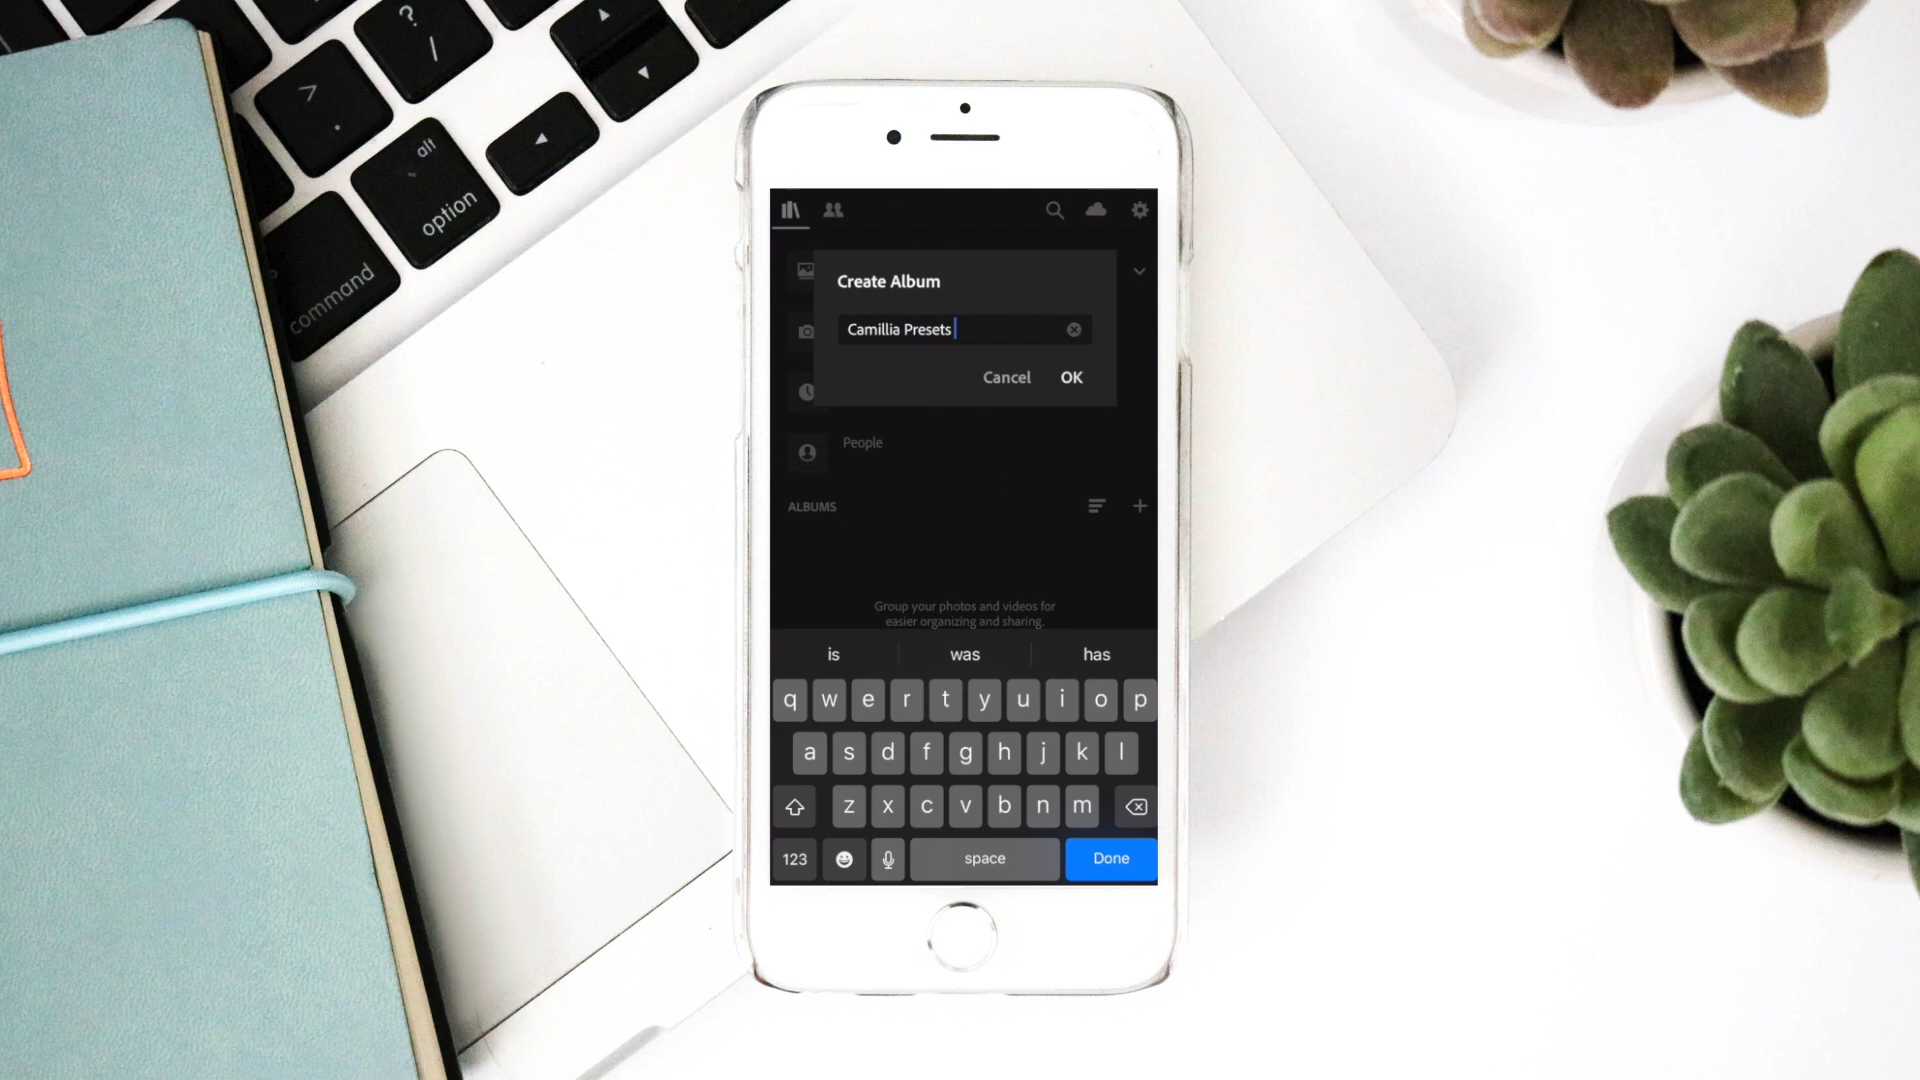 ?
/
>
.
alt
option
command
Create Album
Camillia Presets
Cancel OK
People
ALBUMS
Group your photos and videos for
easier organizing and sharing.
is was has
q w e r t y u i o p
a s d f g h j k l
z x c v b n m
123 space Done